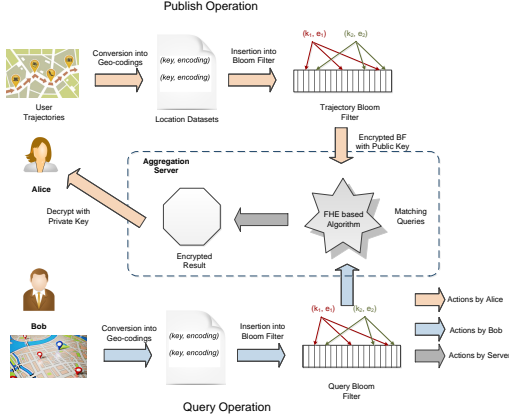 Publish Operation
Conversion into
Geo-codings
(key, encoding)
(key, encoding)
Insertion into
Bloom Filter
(k₁, e₁)
(k₂, e₂)
User
Trajectories
Location Datasets
Trajectory Bloom
Filter
Encrypted BF
with Public Key
Aggregation
Server
Alice
Decrypt with
Private Key
Encrypted
Result
FHE based
Algorithm
Matching
Queries
Bob
Conversion into
Geo-codings
(key, encoding)
(key, encoding)
Insertion into
Bloom Filter
(k₁, e₁)
(k₂, e₂)
Query Bloom
Filter
Actions by Alice
Actions by Bob
Actions by Server
Query Operation